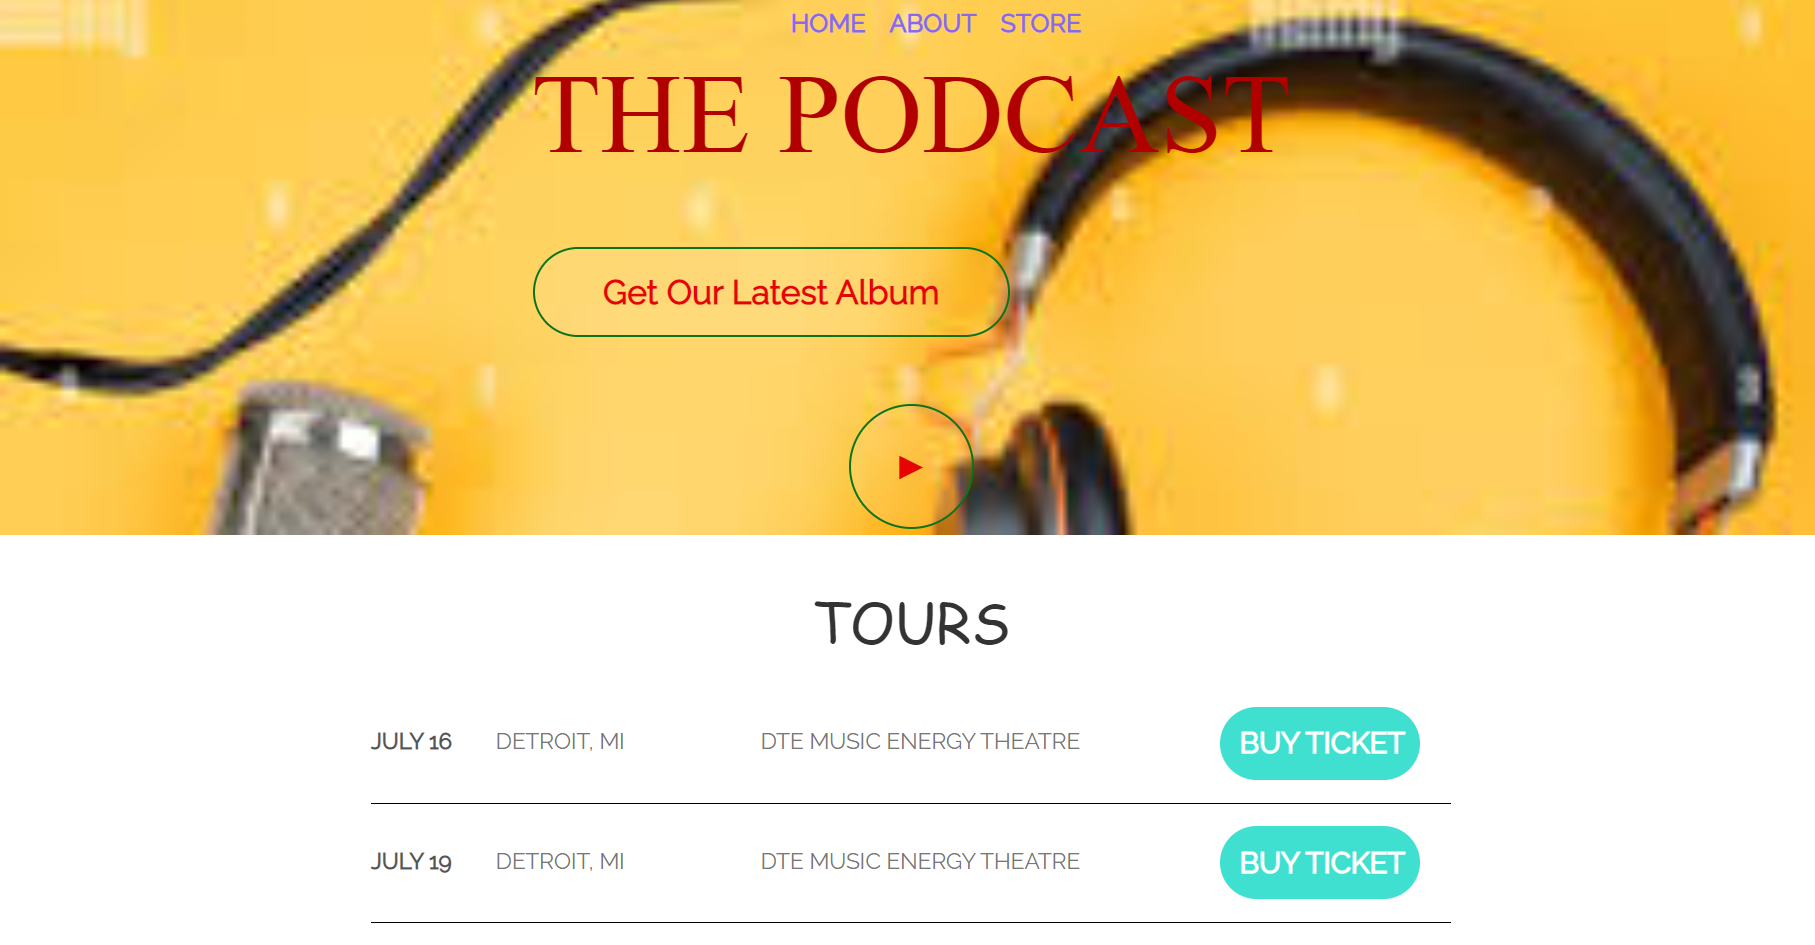 HOME ABOUT STORE
THE PODCAST
Get Our Latest Album
►
TOURS
JULY 16 DETROIT, MI DTE MUSIC ENERGY THEATRE BUY TICKET
JULY 19 DETROIT, MI DTE MUSIC ENERGY THEATRE BUY TICKET